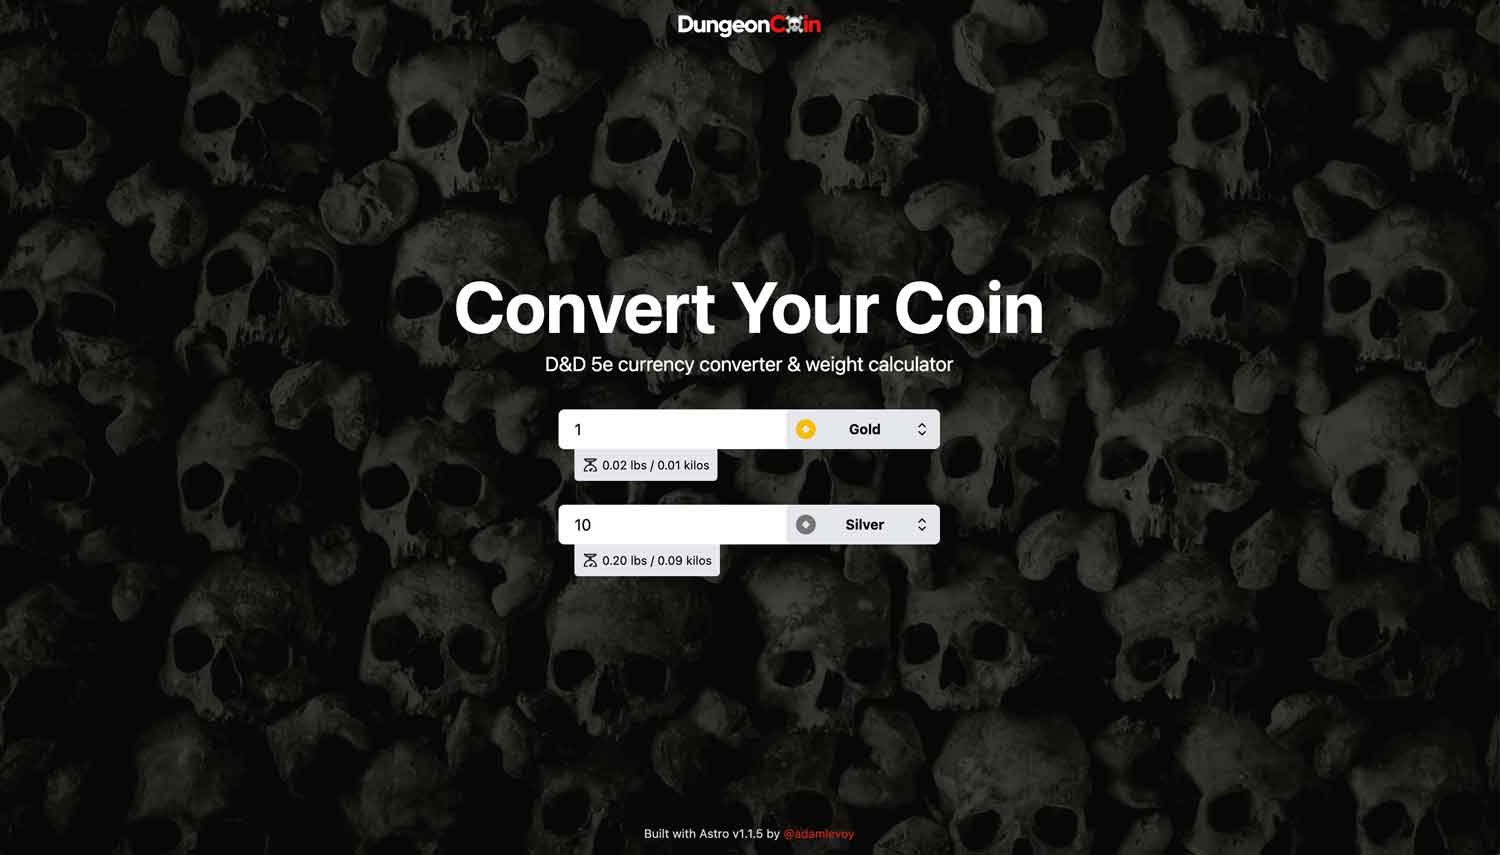 DungeonCoin
Convert Your Coin
D&D 5e currency converter & weight calculator
1 Gold
0.02 lbs / 0.01 kilos
10 Silver
0.20 lbs / 0.09 kilos
Built with Astro v1.1.5 by @adamlevoy